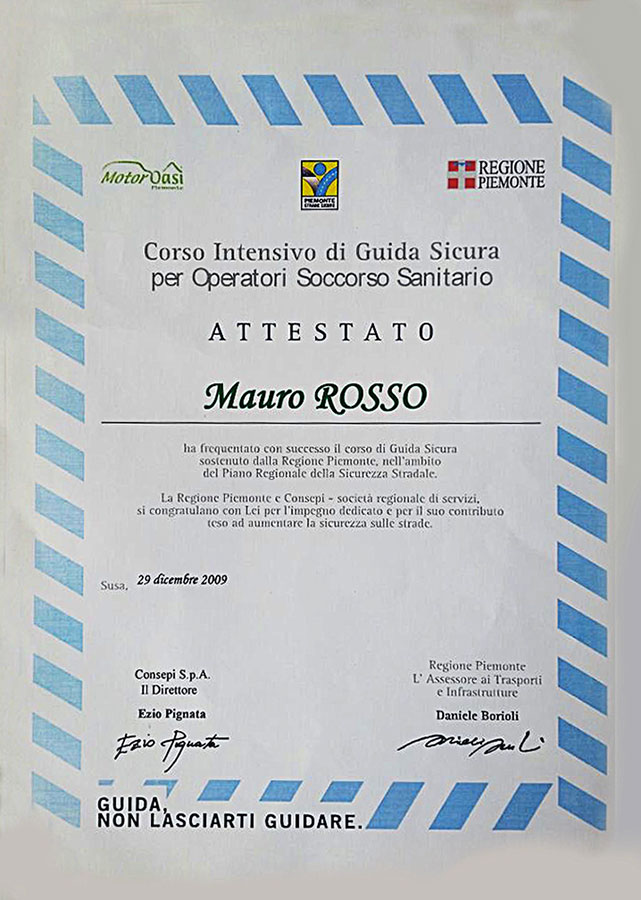 MotorOasi
Piemonte
PIEMONTE
STRADE SICURE
REGIONE
PIEMONTE
Corso Intensivo di Guida Sicura
per Operatori Soccorso Sanitario
ATTESTATO
Mauro ROSSO
ha frequentato con successo il corso di Guida Sicura
sostenuto dalla Regione Piemonte, nell'ambito
del Piano Regionale della Sicurezza Stradale.
La Regione Piemonte e Consepi - società regionale di servizi,
si congratulano con Lei per l'impegno dedicato e per il suo contributo
teso ad aumentare la sicurezza sulle strade.
Susa, 29 dicembre 2009
Consepi S.p.A.
Il Direttore
Ezio Pignata
Ezio Pignata
Regione Piemonte
L' Assessore ai Trasporti
e Infrastrutture
Daniele Borioli
GUIDA,
NON LASCIARTI GUIDARE.